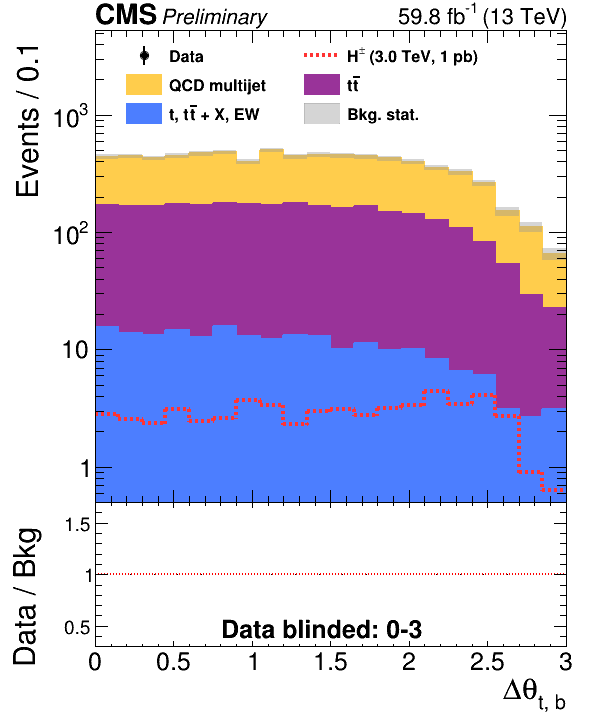 CMS Preliminary 59.8 fb⁻¹ (13 TeV)
Data H± (3.0 TeV, 1 pb)
QCD multijet tt̄
t, tt̄ + X, EW Bkg. stat.
Events / 0.1
10³
10²
10
1
Data / Bkg
1.5
1
0.5
Data blinded: 0-3
0 0.5 1 1.5 2 2.5 3
Δθt, b